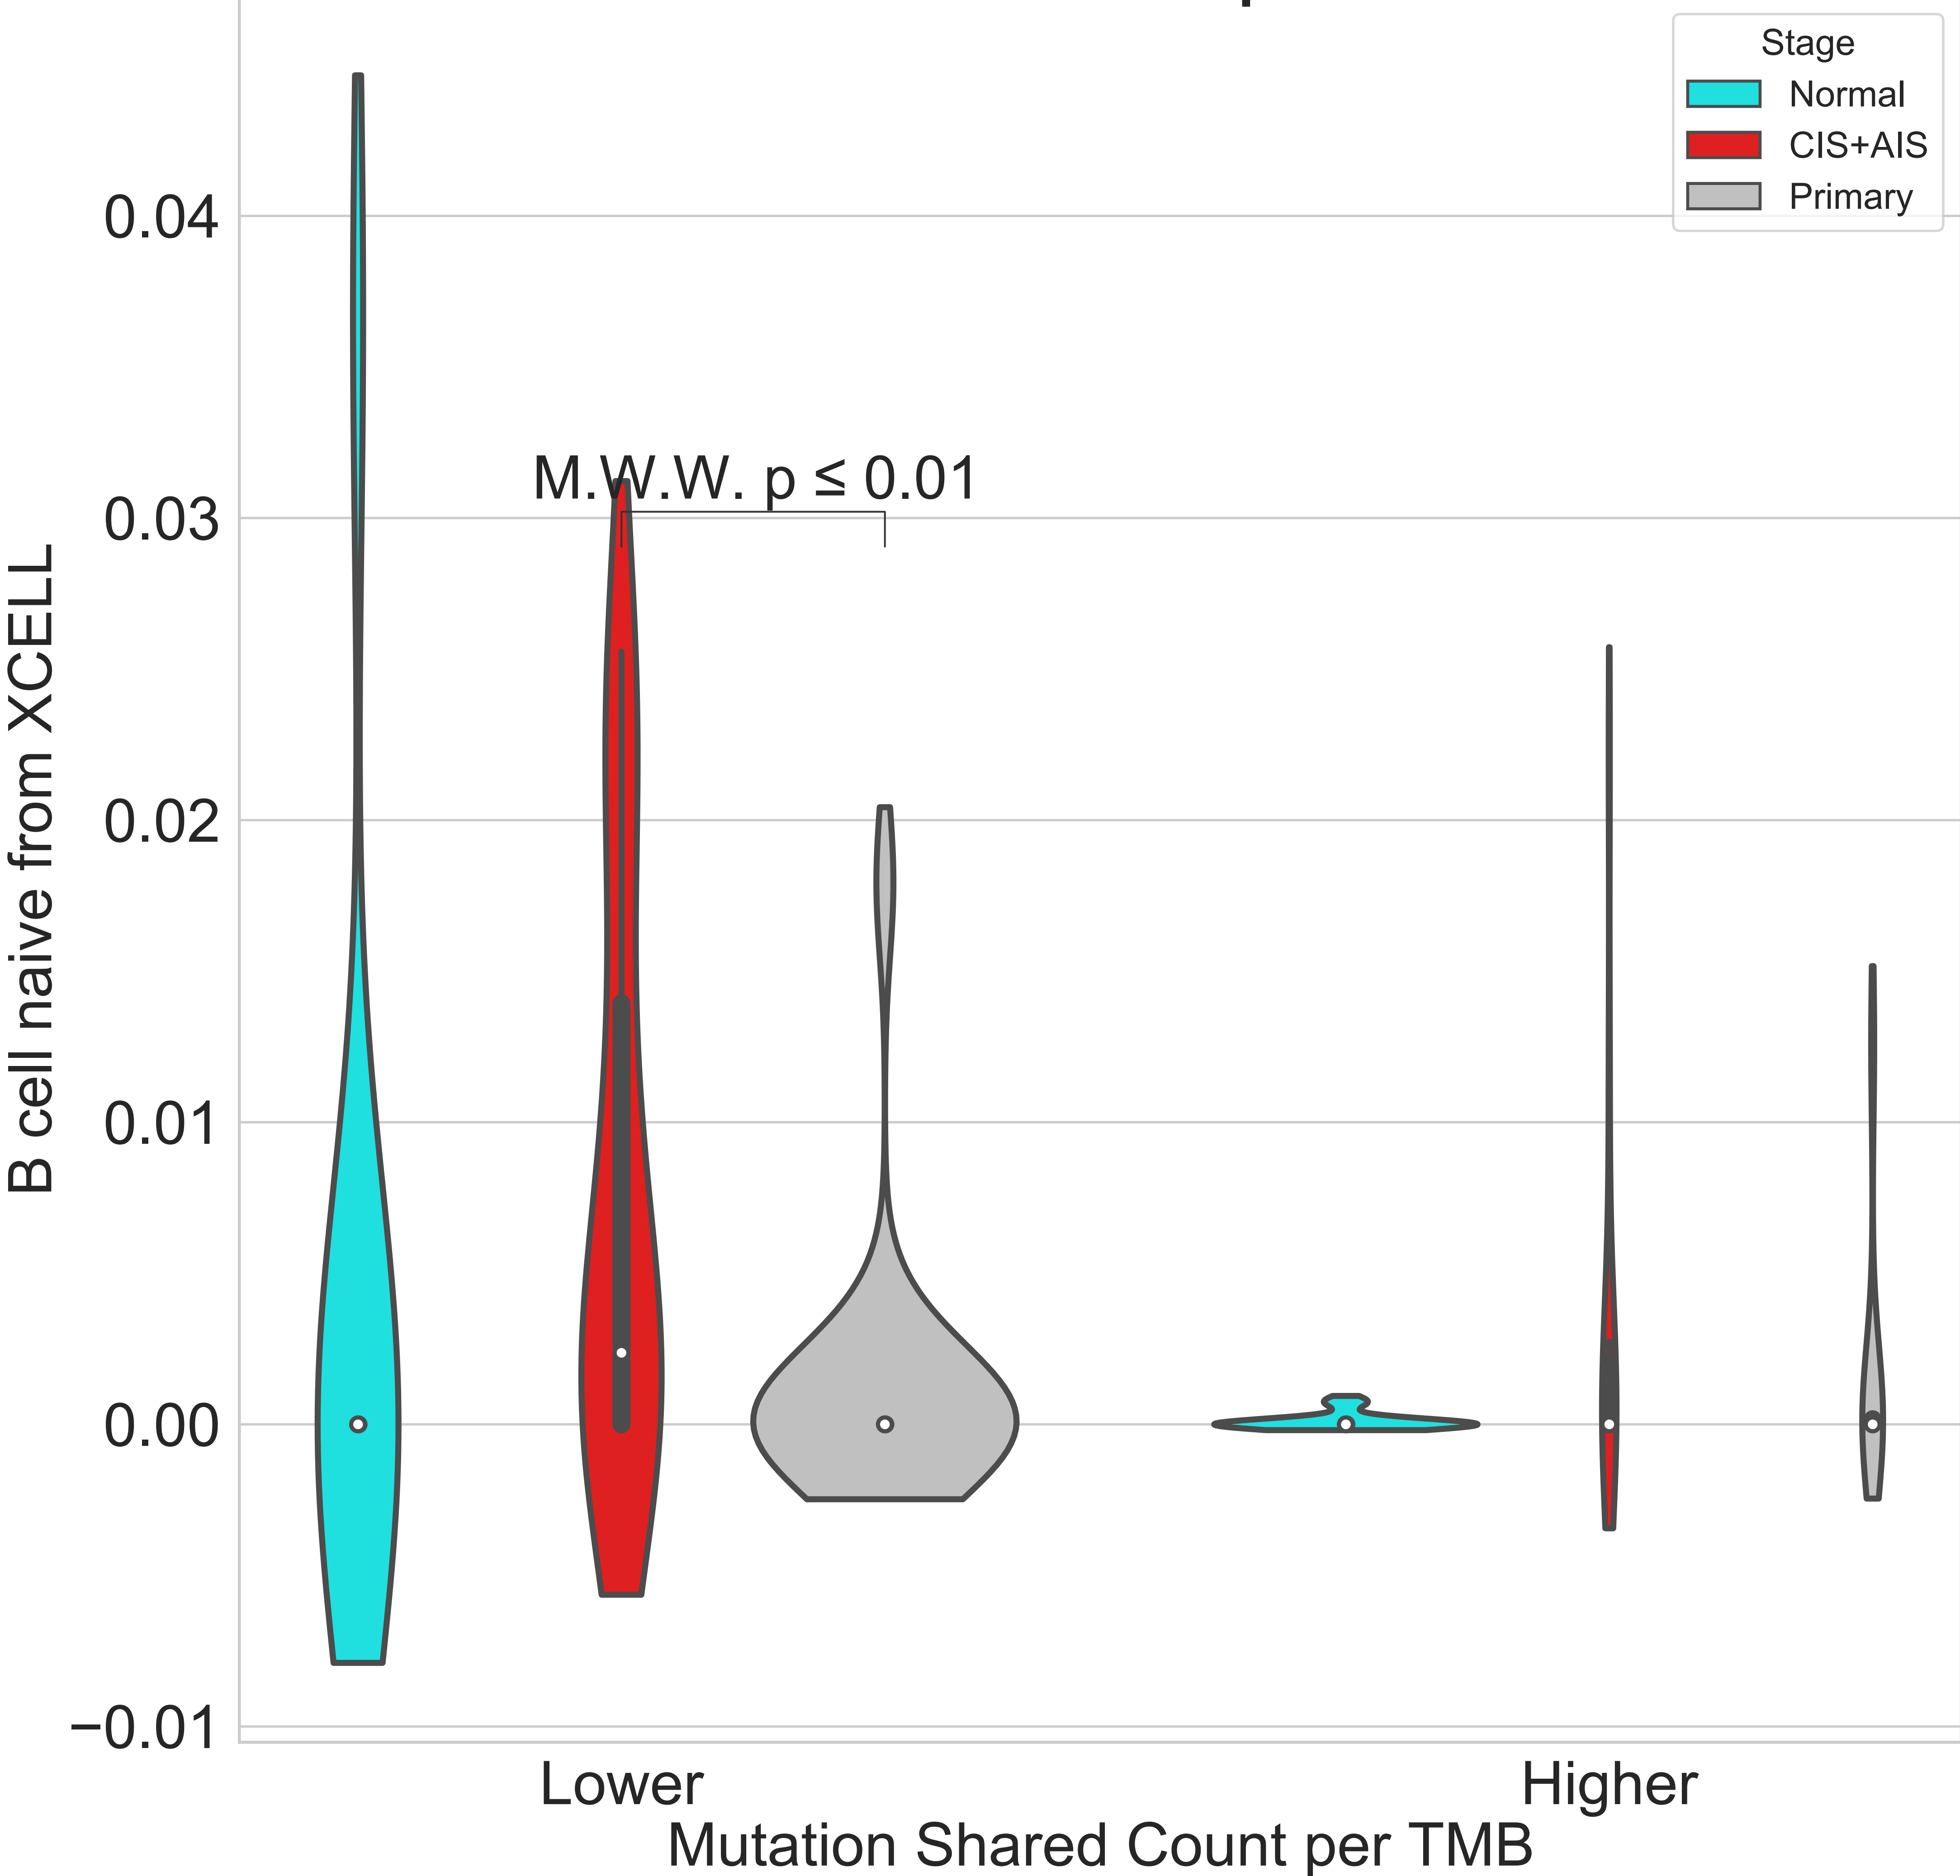 Stage
Normal
CIS+AIS
Primary
0.04
0.03
0.02
0.01
0.00
−0.01
B cell naive from XCELL
M.W.W. p ≤ 0.01
Lower
Higher
Mutation Shared Count per TMB